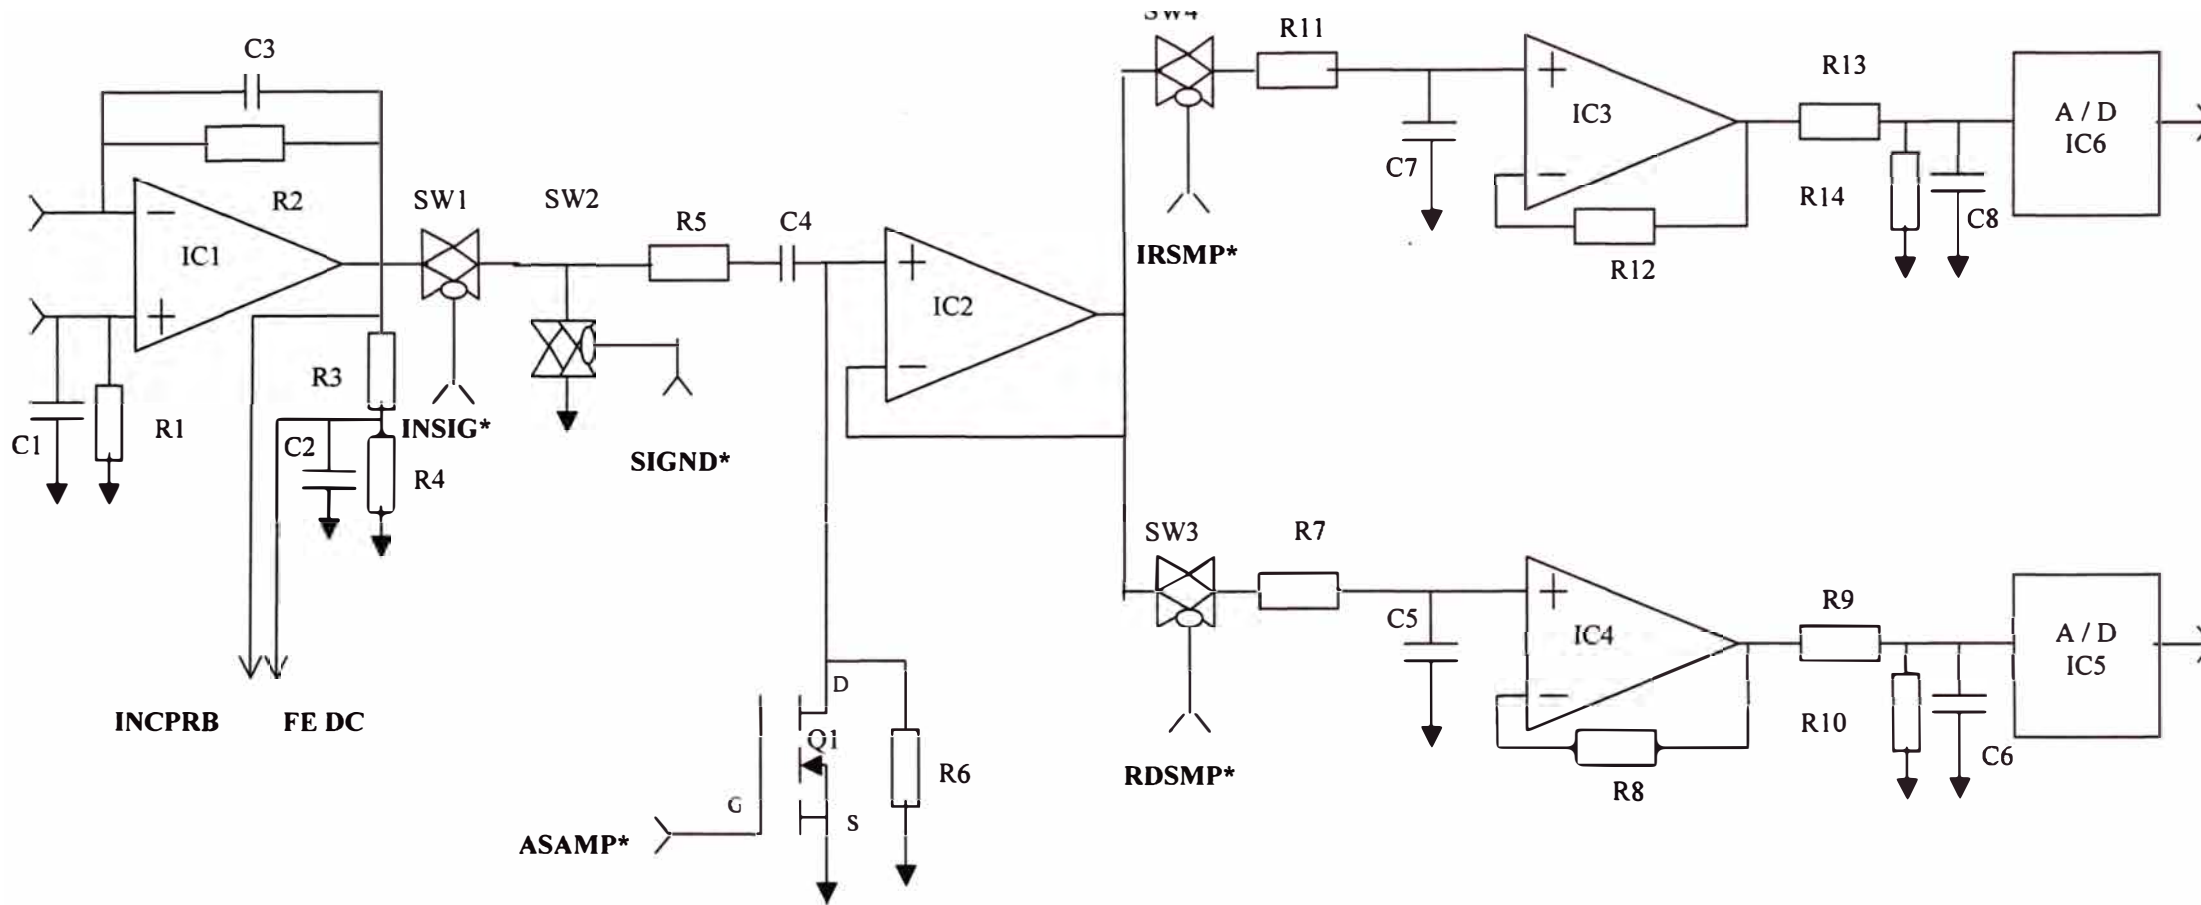 SW4
R11
C3
R13
A / D
IC6
IC3
C7
R2
SW1
SW2
R5
C4
R14
C8
IC1
IRSMP*
R12
IC2
R3
R1
INSIG*
C2
C1
SIGND*
R4
SW3
R7
R9
C5
IC4
A / D
IC5
D
INCPRB
FE DC
R10
Q1
C6
R6
RDSMP*
R8
G
S
ASAMP*